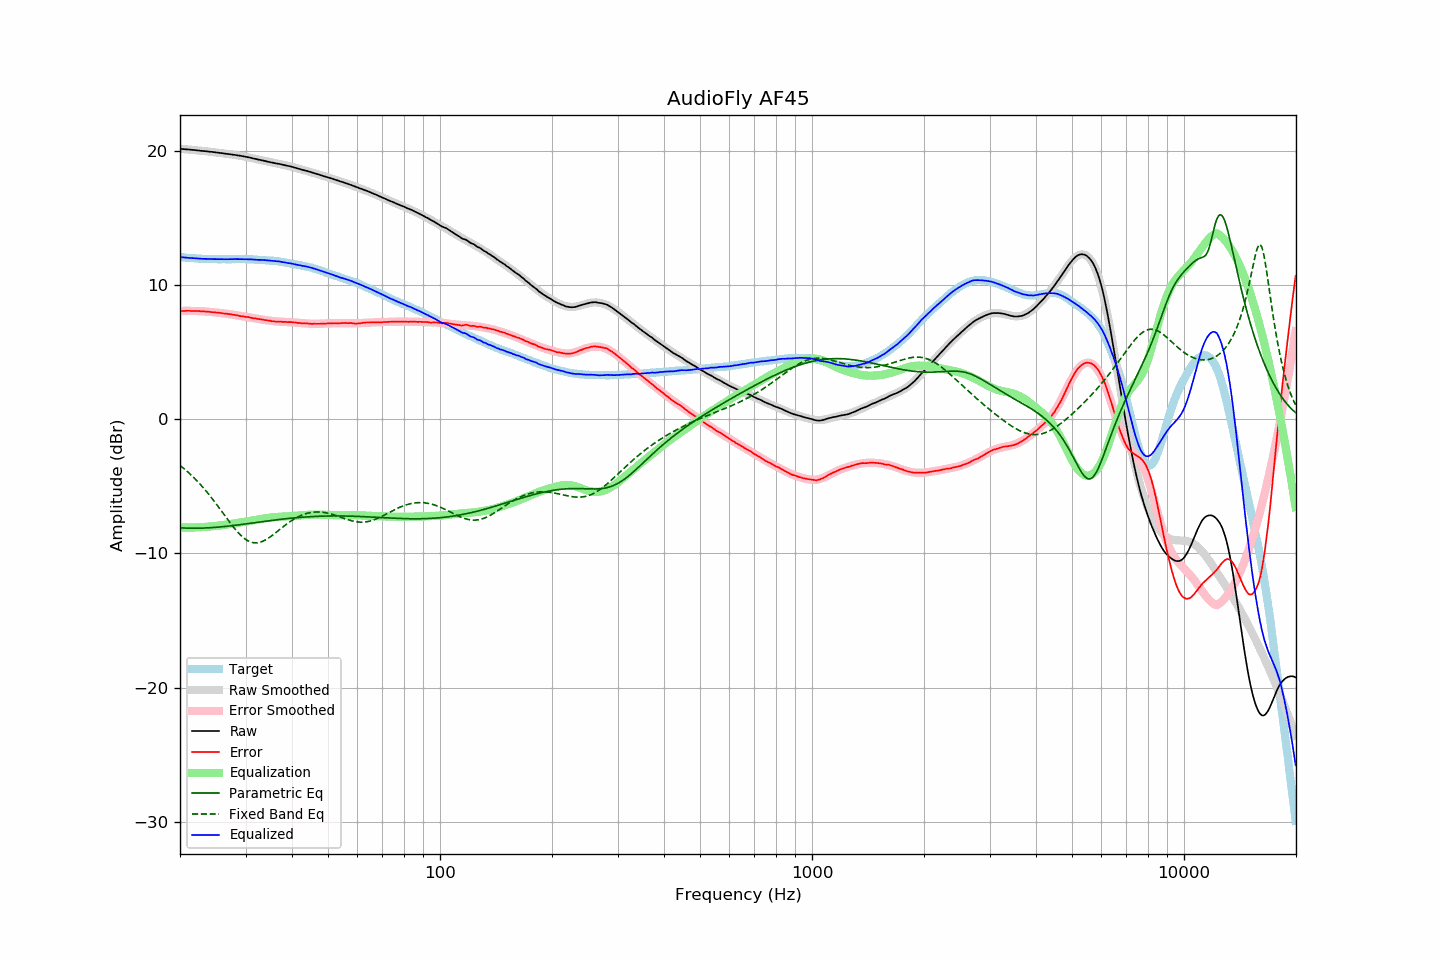 AudioFly AF45
Amplitude (dBr)
20
10
0
−10
−20
−30
Target
Raw Smoothed
Error Smoothed
Raw
Error
Equalization
Parametric Eq
Fixed Band Eq
Equalized
100
1000
10000
Frequency (Hz)